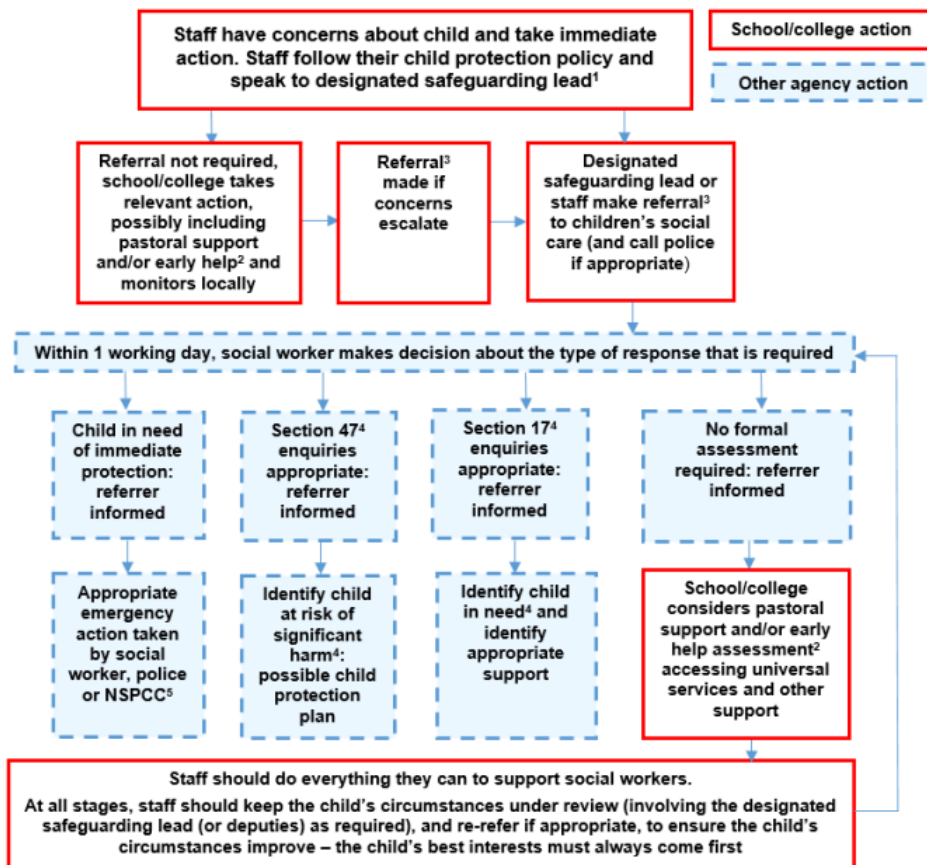 Staff have concerns about child and take immediate
action. Staff follow their child protection policy and
speak to designated safeguarding lead¹
School/college action
Other agency action
Referral not required,
school/college takes
relevant action,
possibly including
pastoral support
and/or early help² and
monitors locally
Referral³
made if
concerns
escalate
Designated
safeguarding lead or
staff make referral³
to children’s social
care (and call police
if appropriate)
Within 1 working day, social worker makes decision about the type of response that is required
Child in need
of immediate
protection:
referrer
informed
Section 47⁴
enquiries
appropriate:
referrer
informed
Section 17⁴
enquiries
appropriate:
referrer
informed
No formal
assessment
required: referrer
informed
Appropriate
emergency
action taken
by social
worker, police
or NSPCC⁵
Identify child
at risk of
significant
harm⁴:
possible child
protection
plan
Identify child
in need⁴ and
identify
appropriate
support
School/college
considers pastoral
support and/or early
help assessment²
accessing universal
services and other
support
Staff should do everything they can to support social workers.
At all stages, staff should keep the child’s circumstances under review (involving the designated
safeguarding lead (or deputies) as required), and re-refer if appropriate, to ensure the child’s
circumstances improve – the child’s best interests must always come first